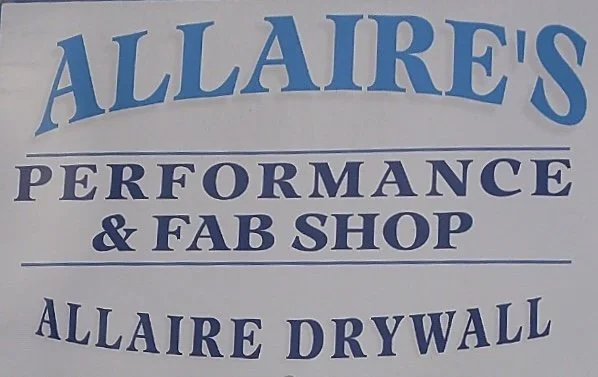 ALLAIRE'S
PERFORMANCE
& FAB SHOP
ALLAIRE DRYWALL